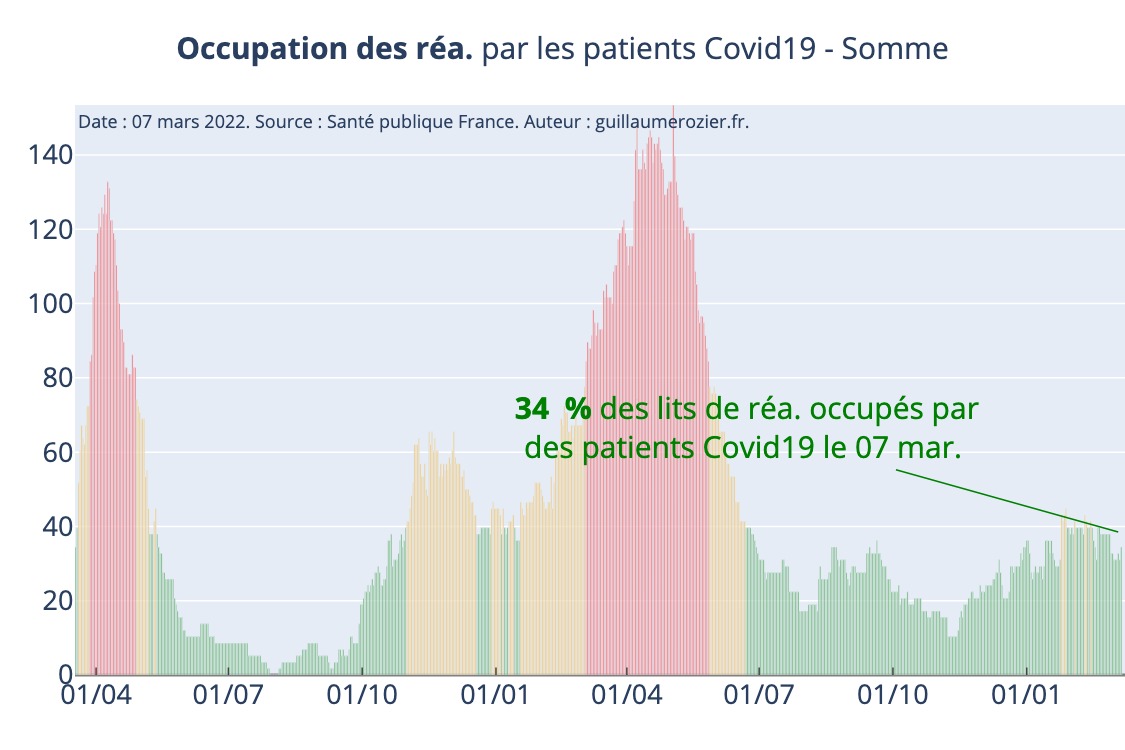 Occupation des réa. par les patients Covid19 - Somme
Date : 07 mars 2022. Source : Santé publique France. Auteur : guillaumerozier.fr.
140
120
100
80
60
40
20
0
34 % des lits de réa. occupés par
des patients Covid19 le 07 mar.
01/04 01/07 01/10 01/01 01/04 01/07 01/10 01/01